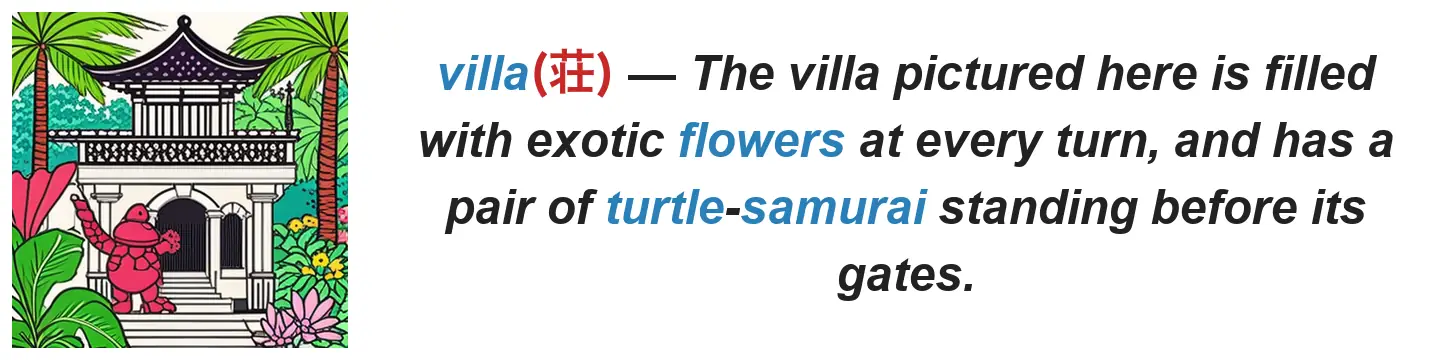 villa(荘) — The villa pictured here is filled
with exotic flowers at every turn, and has a
pair of turtle-samurai standing before its
gates.